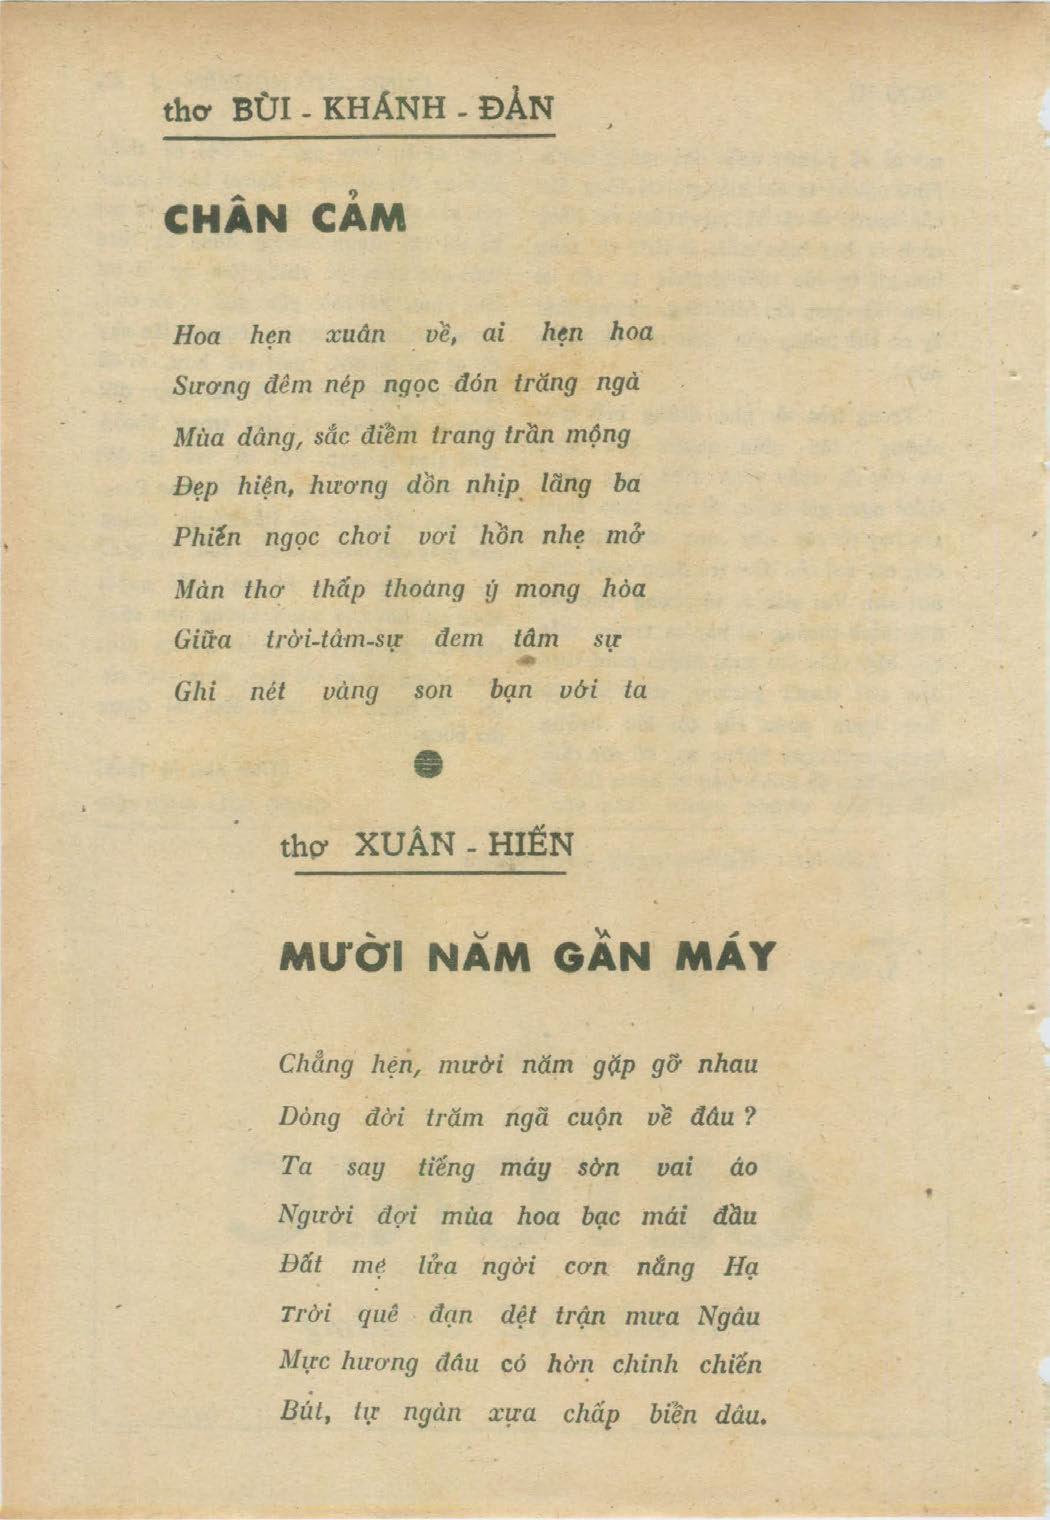 thơ BÙI - KHÁNH - ĐẢN
CHÂN CẢM
Hoa hẹn xuân về, ai hẹn hoa
Sương đêm nép ngọc đón trăng ngà
Mùa dâng, sắc điểm trang trần mộng
Đẹp hiện, hương dồn nhịp lãng ba
Phiến ngọc chơi vơi hồn nhẹ mở
Màn thơ thấp thoáng ý mong hòa
Giữa trời-tâm-sự đem tâm sự
Ghi nét vàng son bạn với ta
thơ XUÂN - HIẾN
MƯỜI NĂM GẦN MÁY
Chẳng hẹn, mười năm gặp gỡ nhau
Dòng đời trăm ngã cuộn về đâu ?
Ta say tiếng máy sờn vai áo
Người đợi mùa hoa bạc mái đầu
Đất mẹ lửa ngời cơn nắng Hạ
Trời quê đạn dệt trận mưa Ngâu
Mực hương đâu có hờn chinh chiến
Bút, tự ngàn xưa chấp biển dâu.